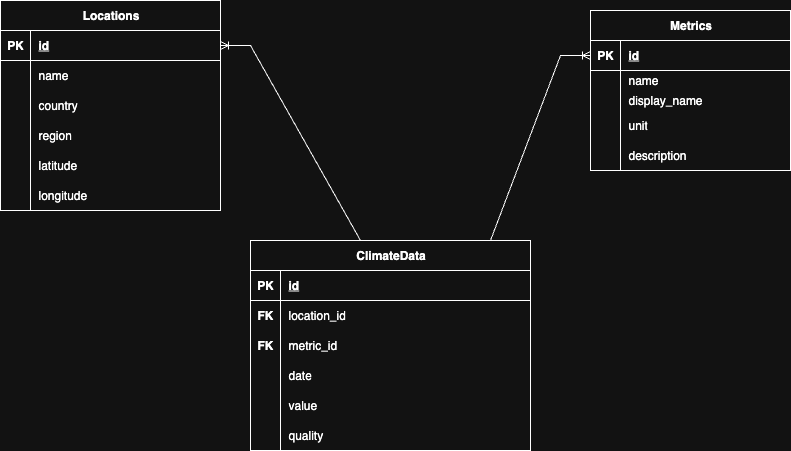 Locations
PK id
name
country
region
latitude
longitude
Metrics
PK id
name
display_name
unit
description
ClimateData
PK id
FK location_id
FK metric_id
date
value
quality